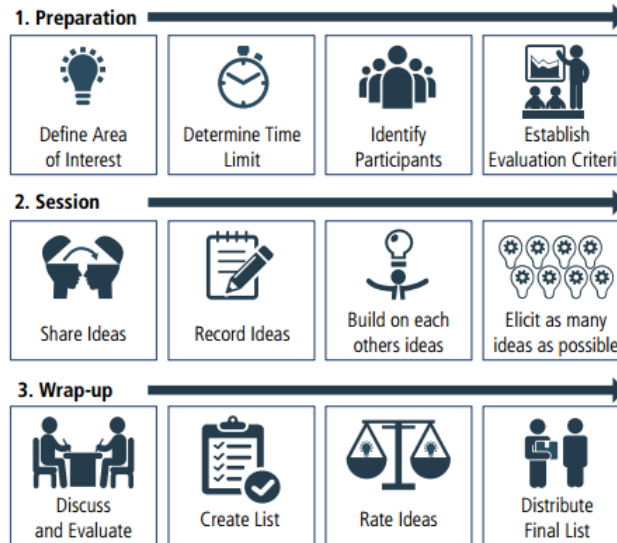 1. Preparation
Define Area
of Interest
Determine Time
Limit
Identify
Participants
Establish
Evaluation Criteri
2. Session
Share Ideas
Record Ideas
Build on each
others ideas
Elicit as many
ideas as possible
3. Wrap-up
Discuss
and Evaluate
Create List
Rate Ideas
Distribute
Final List